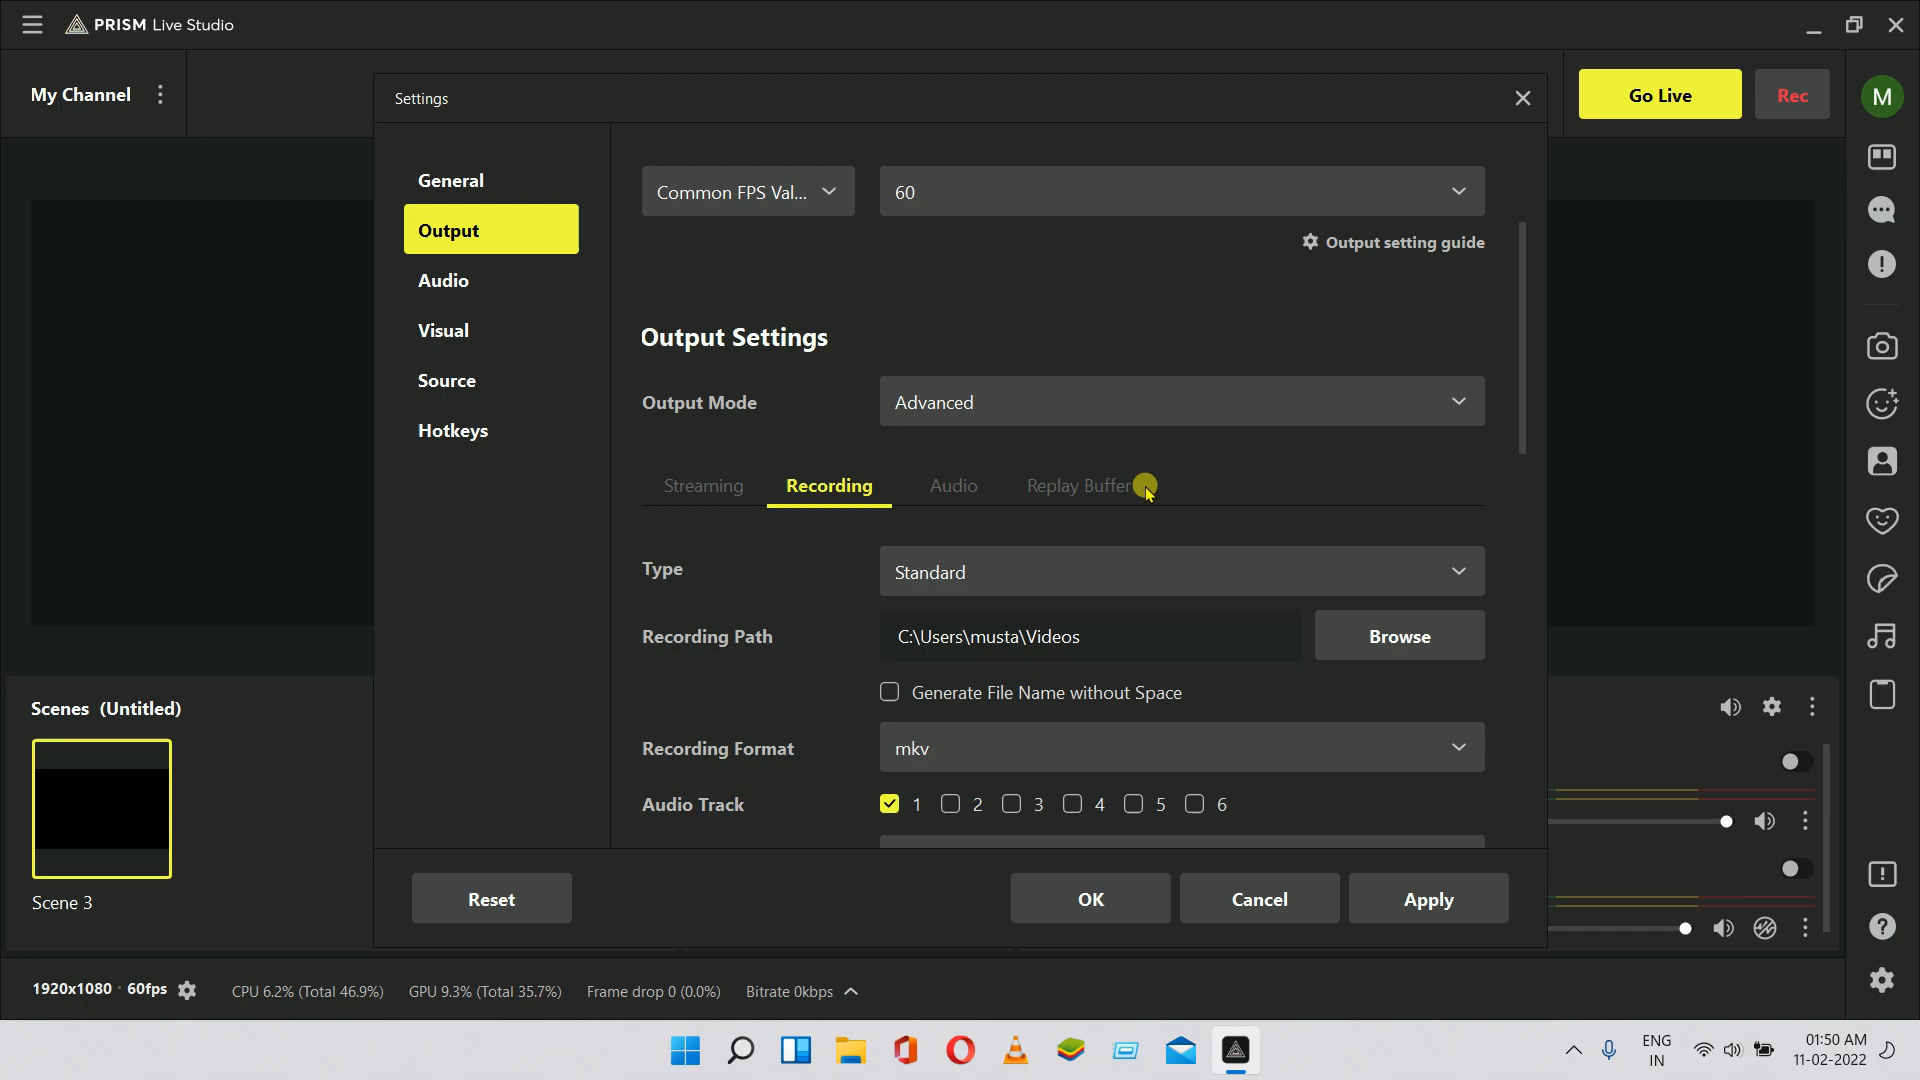 PRISM Live Studio
My Channel
Go Live
Rec
M
Settings
General
Output
Audio
Visual
Source
Hotkeys
Common FPS Val...
60
Output setting guide
Output Settings
Output Mode
Advanced
Streaming
Recording
Audio
Replay Buffer
Type
Standard
Recording Path
C:\Users\musta\Videos
Browse
Generate File Name without Space
Recording Format
mkv
Audio Track
1 2 3 4 5 6
Reset
OK
Cancel
Apply
Scenes (Untitled)
Scene 3
1920x1080 · 60fps
CPU 6.2% (Total 46.9%)
GPU 9.3% (Total 35.7%)
Frame drop 0 (0.0%)
Bitrate 0kbps
ENG
IN
01:50 AM
11-02-2022